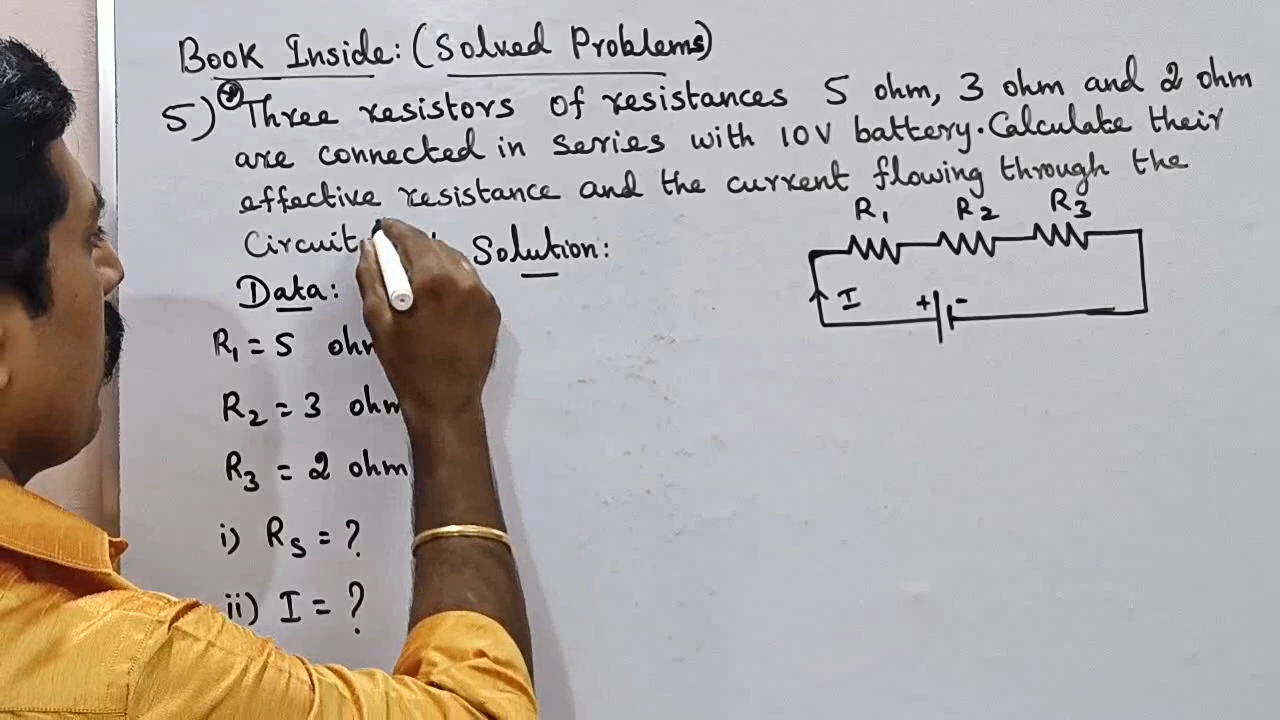 Book Inside: (Solved Problems)
5) Three resistors of resistances 5 ohm, 3 ohm and 2 ohm
are connected in series with 10V battery. Calculate their
effective resistance and the current flowing through the
Circuit
Solution:
R1 R2 R3
I + -
Data:
R1 = 5 ohm
R2 = 3 ohm
R3 = 2 ohm
i) Rs = ?
ii) I = ?